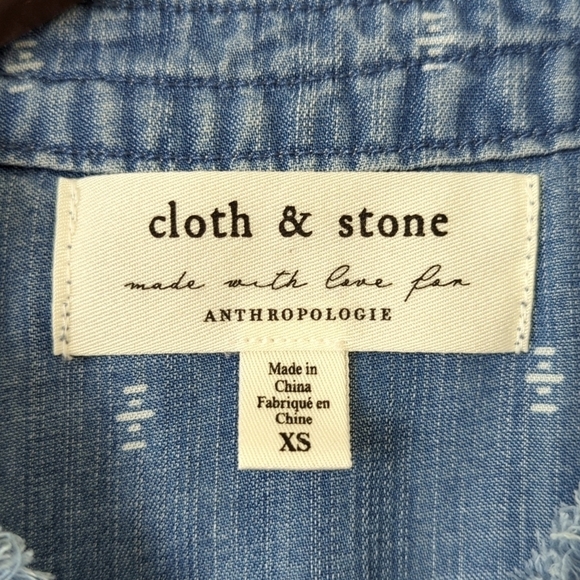 cloth & stone
made with love for
ANTHROPOLOGIE
Made in
China
Fabriqué en
Chine
XS